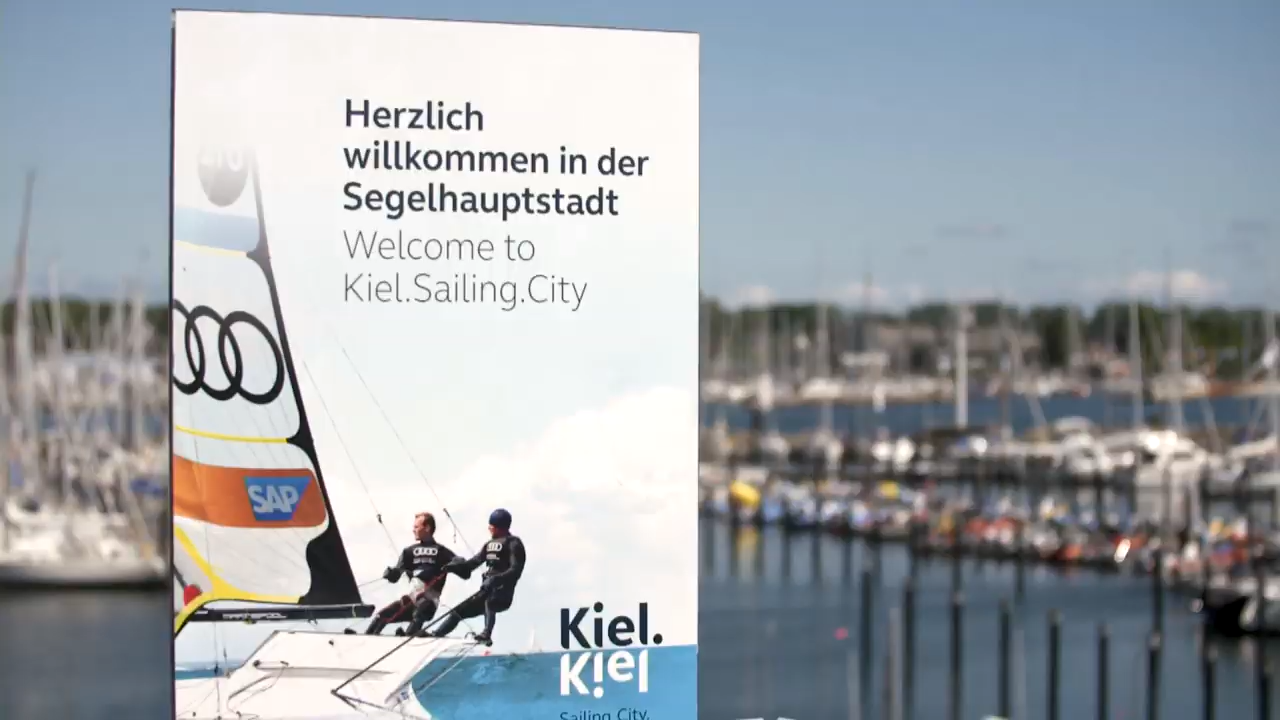 Herzlich
willkommen in der
Segelhauptstadt
Welcome to
Kiel.Sailing.City
SAP
Kiel.
Kiel
Sailing.City.